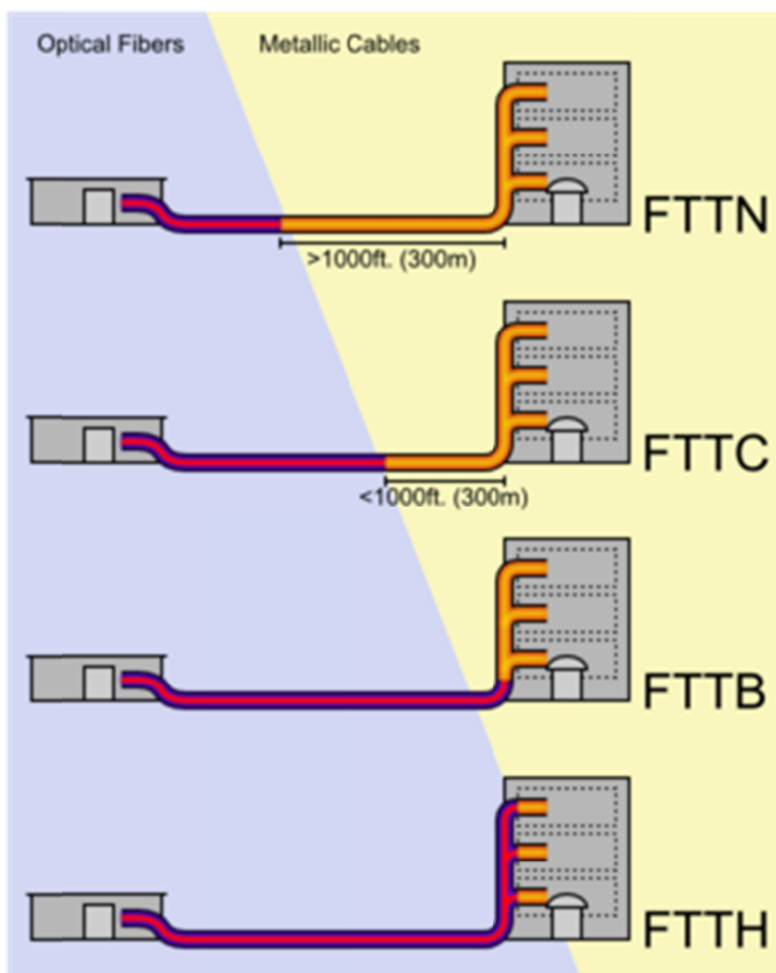 Optical Fibers Metallic Cables
FTTN
>1000ft. (300m)
FTTC
<1000ft. (300m)
FTTB
FTTH